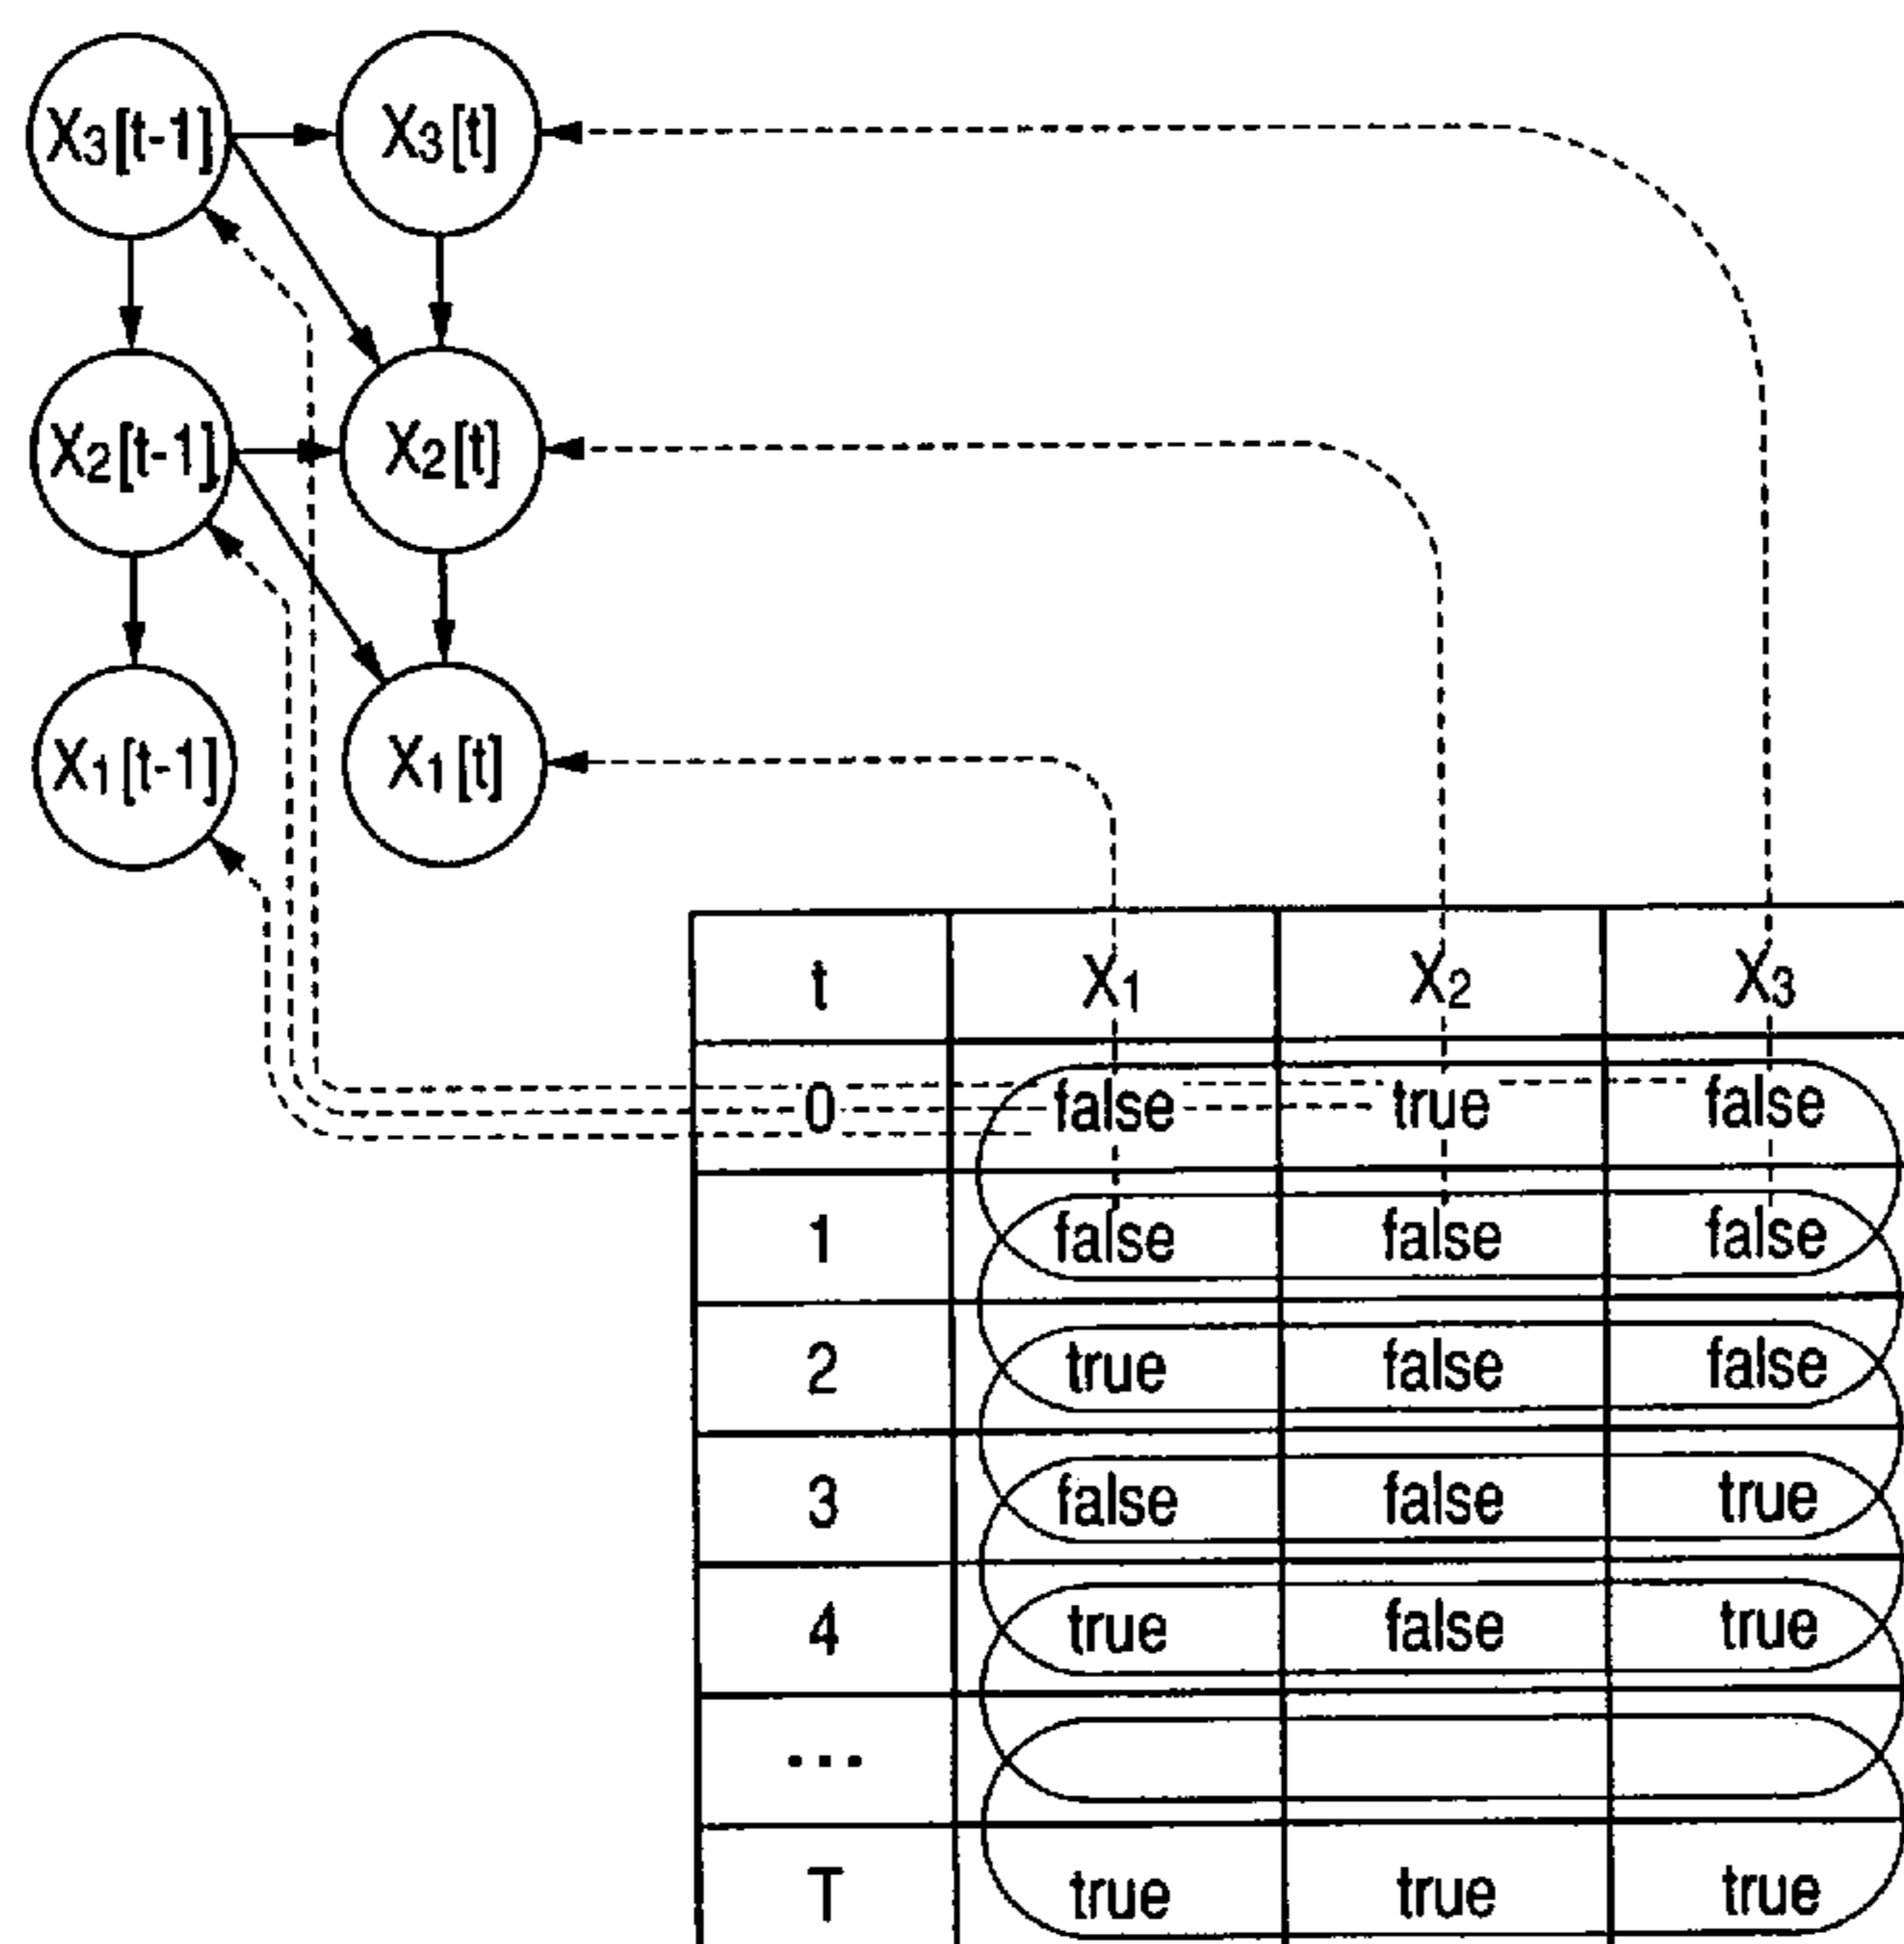 X₃[t-1] X₃[t]
X₂[t-1] X₂[t]
X₁[t-1] X₁[t]
t X₁ X₂ X₃
0 false true false
1 false false false
2 true false false
3 false false true
4 true false true
...
T true true true